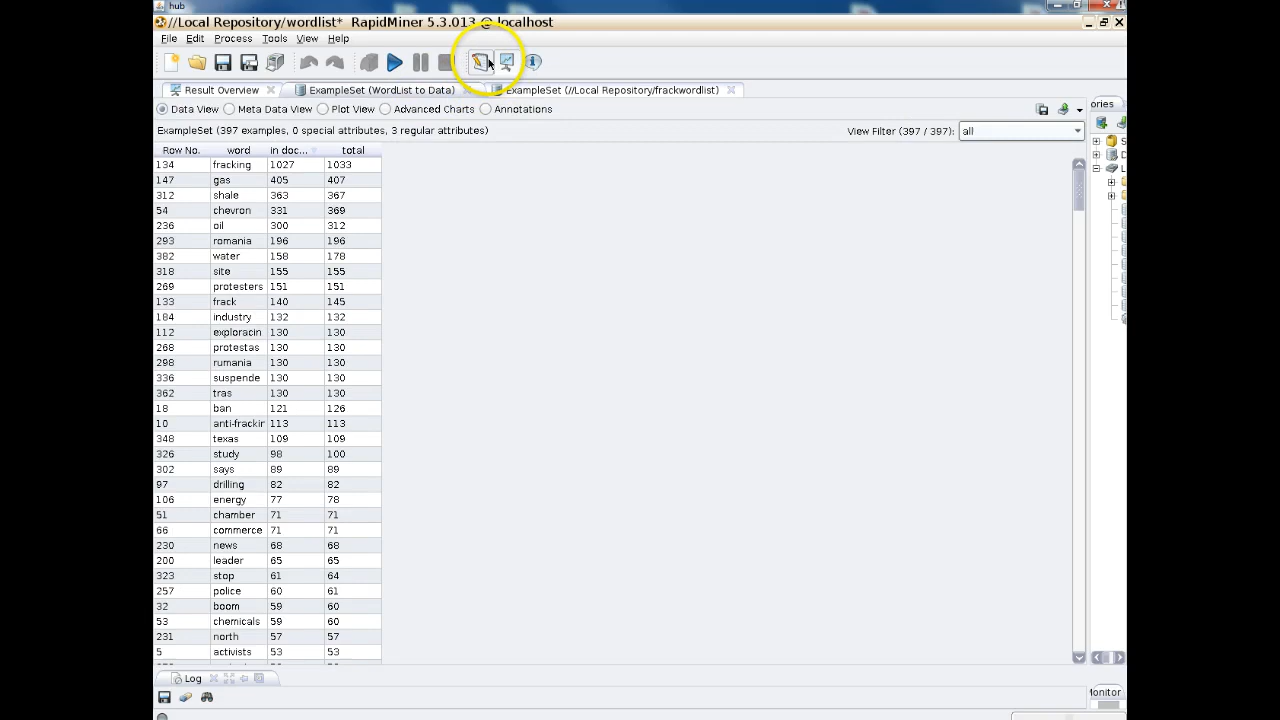 hub
//Local Repository/wordlist* - RapidMiner 5.3.013 @ localhost
File Edit Process Tools View Help
Result Overview ExampleSet (WordList to Data) ExampleSet (//Local Repository/frackwordlist)
Data View Meta Data View Plot View Advanced Charts Annotations
ExampleSet (397 examples, 0 special attributes, 3 regular attributes) View Filter (397 / 397): all
Row No. word in doc... total
134 fracking 1027 1033
147 gas 405 407
312 shale 363 367
54 chevron 331
236 oil 300
293 romania 196 196
382 water 158
318 site 155 155
269 protesters 151 151
133 frack 140 145
184 industry 132 132
112 exploracin 130 130
268 protestas 130 130
298 rumania 130 130
336 suspende 130 130
362 tras 130 130
18 ban 121 126
10 anti-frackin 113 113
348 texas 109 109
326 study 98 100
302 says 89 89
97 drilling 82 82
106 energy 77 78
51 chamber 71 71
66 commerce 71 71
230 news 68 68
200 leader 65 65
323 stop 61 64
257 police 60 61
32 boom 59 60
53 chemicals 59 60
231 north 57 57
5 activists 53 53
Log
ories
onitor